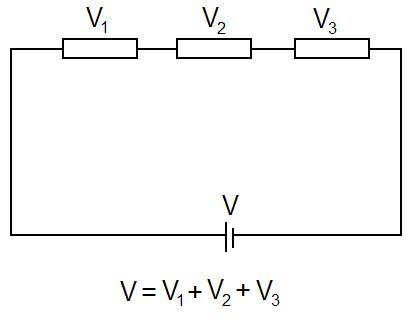 V₁ V₂ V₃
V
V = V₁ + V₂ + V₃